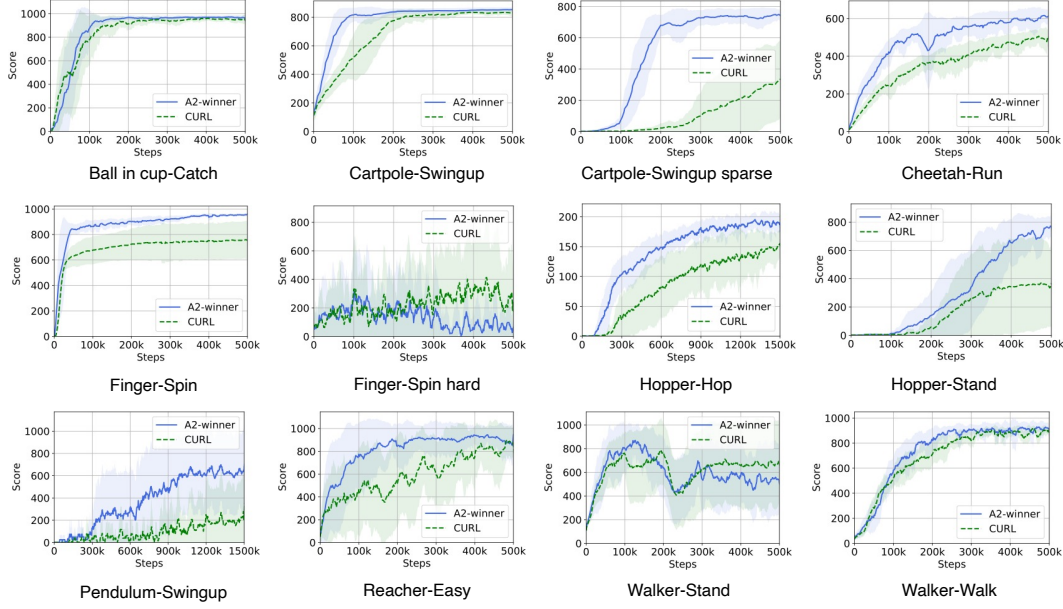 1000
800
600
400
200
0
Score
A2-winner
CURL
0 100k 200k 300k 400k 500k
Steps
Ball in cup-Catch
800
600
400
200
0
Score
A2-winner
CURL
0 100k 200k 300k 400k 500k
Steps
Cartpole-Swingup
800
600
400
200
0
Score
A2-winner
CURL
0 100k 200k 300k 400k 500k
Steps
Cartpole-Swingup sparse
600
400
200
0
Score
A2-winner
CURL
0 100k 200k 300k 400k 500k
Steps
Cheetah-Run
1000
800
600
400
200
0
Score
A2-winner
CURL
0 100k 200k 300k 400k 500k
Steps
Finger-Spin
800
600
400
200
0
Score
A2-winner
CURL
0 100k 200k 300k 400k 500k
Steps
Finger-Spin hard
200
150
100
50
0
Score
A2-winner
CURL
0 300k 600k 900k 1200k 1500k
Steps
Hopper-Hop
800
600
400
200
0
Score
A2-winner
CURL
0 100k 200k 300k 400k 500k
Steps
Hopper-Stand
1000
800
600
400
200
0
Score
A2-winner
CURL
0 300k 600k 900k 1200k 1500k
Steps
Pendulum-Swingup
1000
800
600
400
200
0
Score
A2-winner
CURL
0 100k 200k 300k 400k 500k
Steps
Reacher-Easy
1000
800
600
400
200
0
Score
A2-winner
CURL
0 100k 200k 300k 400k 500k
Steps
Walker-Stand
1000
800
600
400
200
0
Score
A2-winner
CURL
0 100k 200k 300k 400k 500k
Steps
Walker-Walk